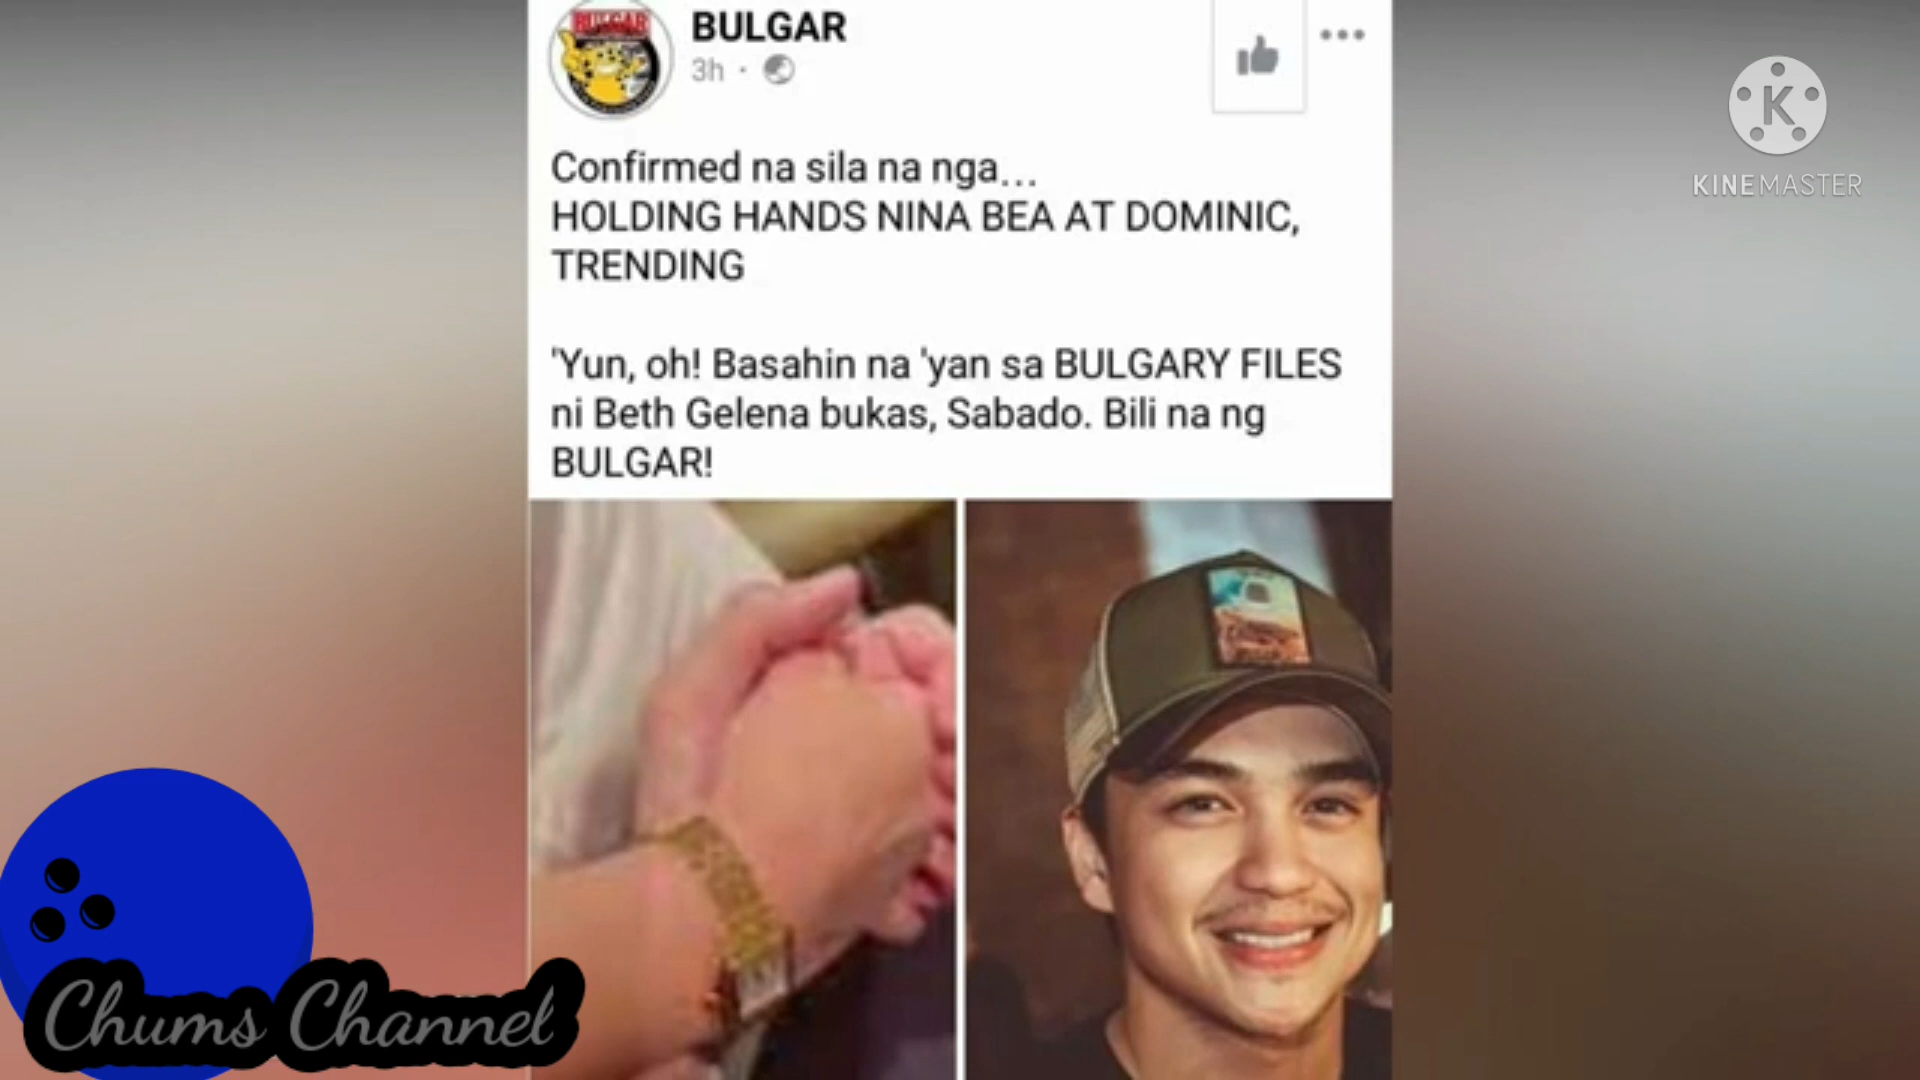 BULGAR
BULGAR
3h ·
Confirmed na sila na nga...
HOLDING HANDS NINA BEA AT DOMINIC,
TRENDING
'Yun, oh! Basahin na 'yan sa BULGARY FILES
ni Beth Gelena bukas, Sabado. Bili na ng
BULGAR!
K
KINEMASTER
Chums Channel